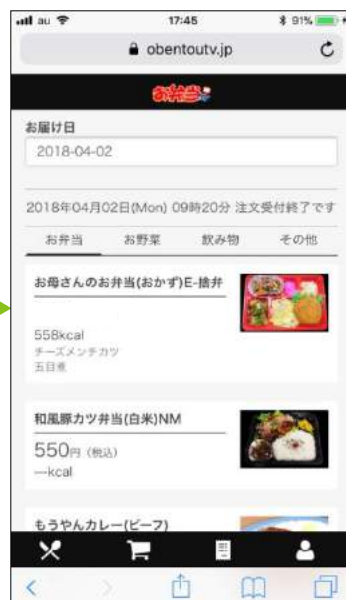 au 17:45 91%
obentoutv.jp
お弁当
お届け日
2018-04-02
2018年04月02日(Mon) 09時20分 注文受付終了です
お弁当 お野菜 飲み物 その他
お母さんのお弁当(おかず)E-捨弁
558kcal
チーズメンチカツ
五目煮
和風豚カツ弁当(白米)NM
550円 (税込)
---kcal
もうやんカレー(ビーフ)